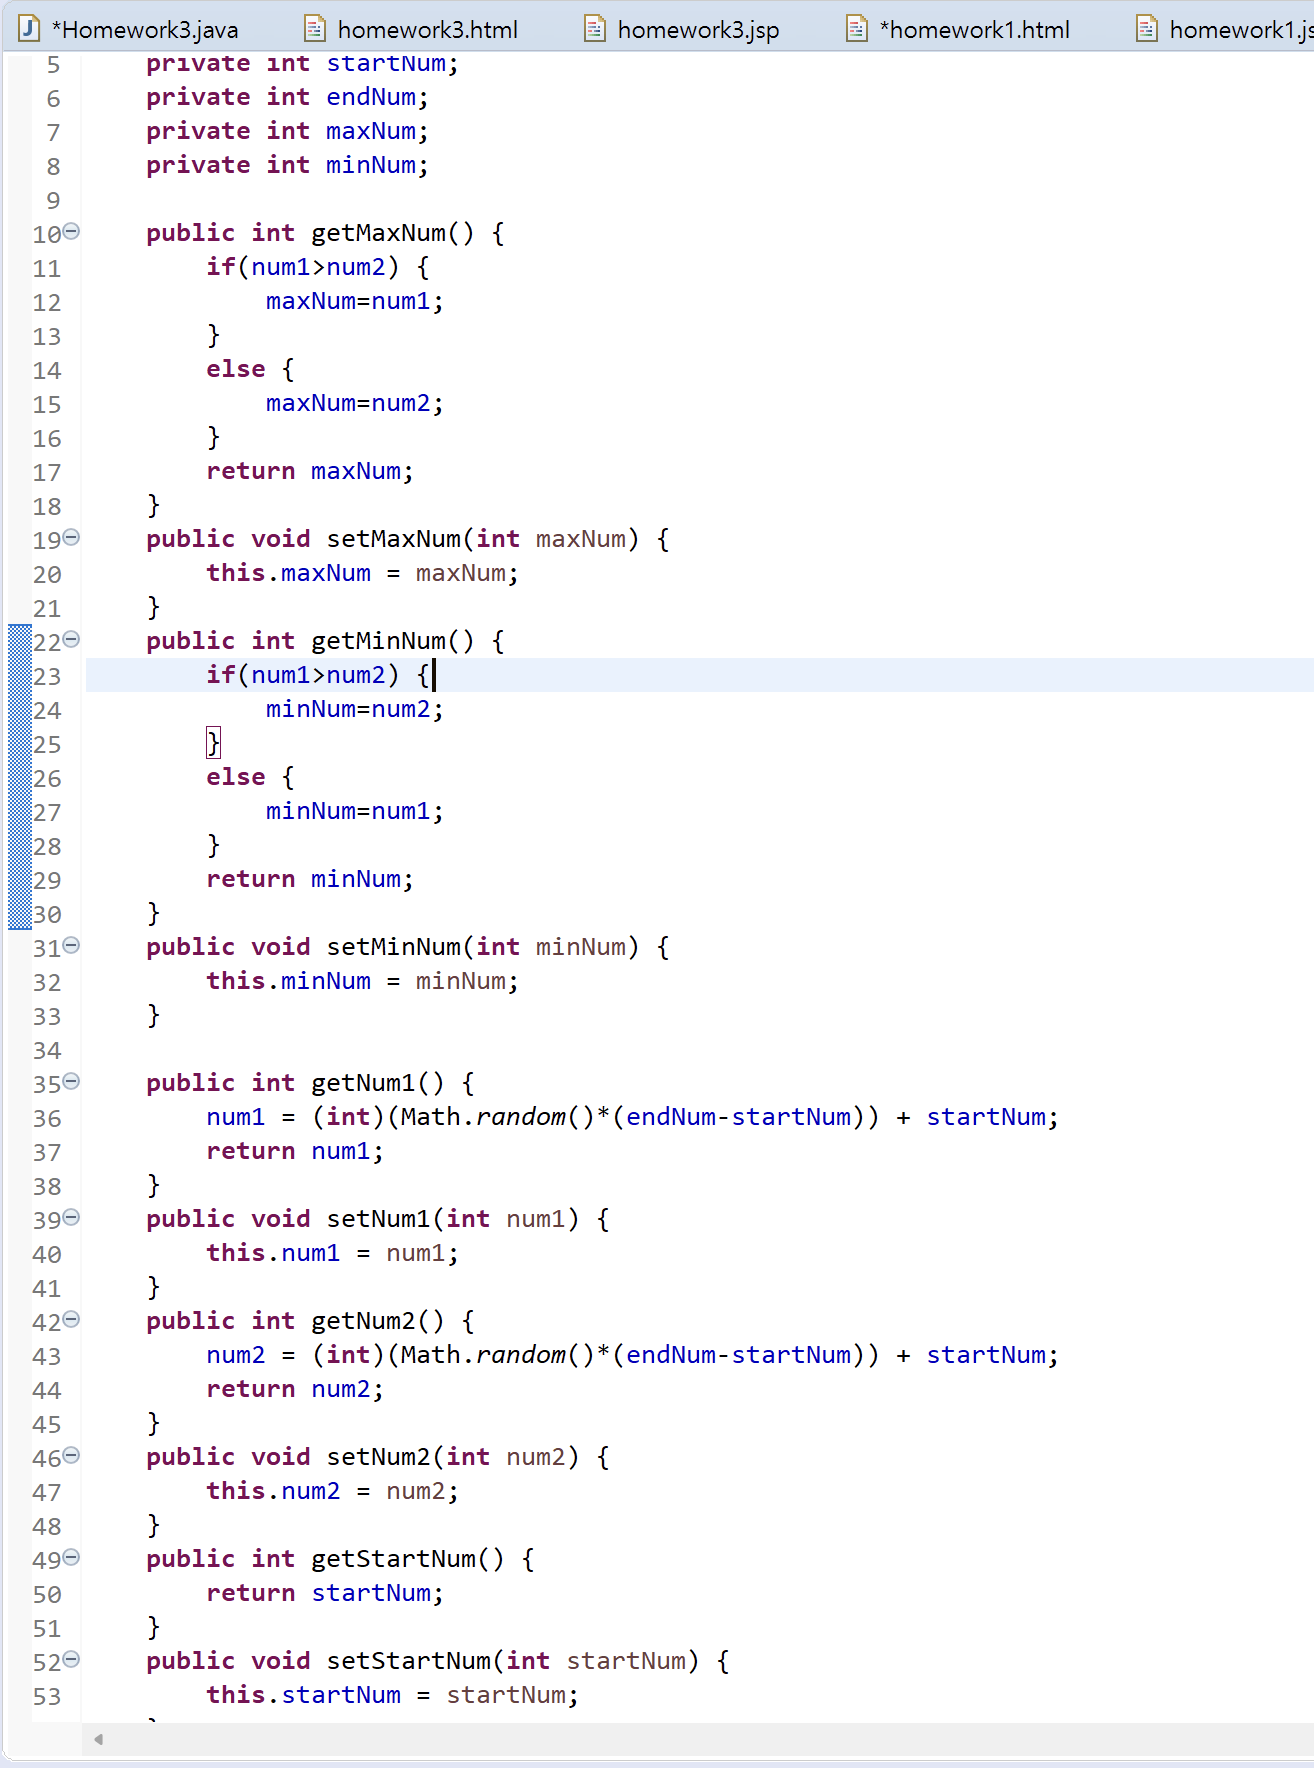 *Homework3.java homework3.html homework3.jsp *homework1.html homework1.js
5 private int startNum;
6 private int endNum;
7 private int maxNum;
8 private int minNum;
9
10 public int getMaxNum() {
11 if(num1>num2) {
12 maxNum=num1;
13 }
14 else {
15 maxNum=num2;
16 }
17 return maxNum;
18 }
19 public void setMaxNum(int maxNum) {
20 this.maxNum = maxNum;
21 }
22 public int getMinNum() {
23 if(num1>num2) {
24 minNum=num2;
25 }
26 else {
27 minNum=num1;
28 }
29 return minNum;
30 }
31 public void setMinNum(int minNum) {
32 this.minNum = minNum;
33 }
34
35 public int getNum1() {
36 num1 = (int)(Math.random()*(endNum-startNum)) + startNum;
37 return num1;
38 }
39 public void setNum1(int num1) {
40 this.num1 = num1;
41 }
42 public int getNum2() {
43 num2 = (int)(Math.random()*(endNum-startNum)) + startNum;
44 return num2;
45 }
46 public void setNum2(int num2) {
47 this.num2 = num2;
48 }
49 public int getStartNum() {
50 return startNum;
51 }
52 public void setStartNum(int startNum) {
53 this.startNum = startNum;